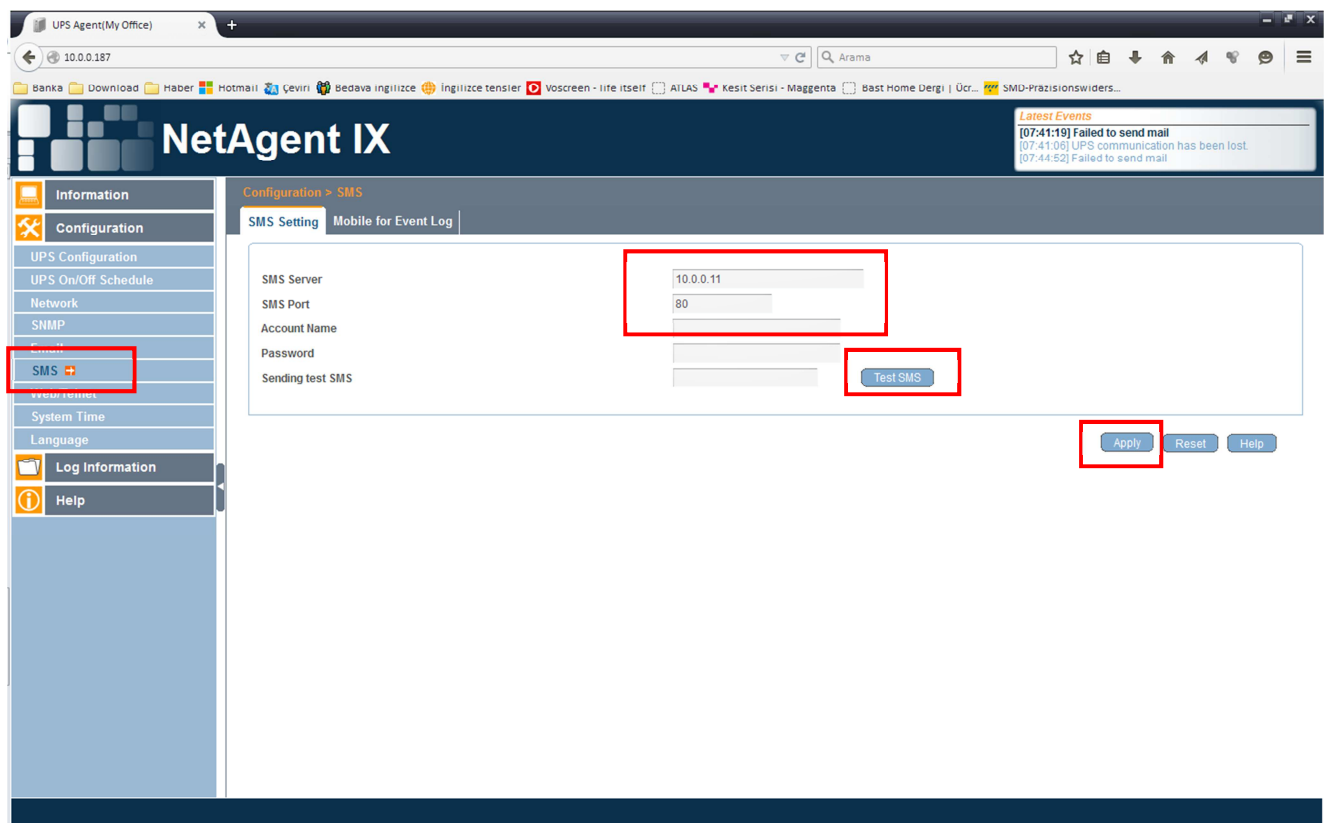 UPS Agent(My Office) × +
10.0.0.187
Arama
Banka Download Haber Hotmail Çeviri Bedava ingilizce İngilizce tensler Voscreen - life itself ATLAS Kesit Serisi - Maggenta Bast Home Dergi | Ücr... SMD-Präzisionswiders...
NetAgent IX
Latest Events
[07:41:19] Failed to send mail
[07:41:06] UPS communication has been lost.
[07:44:52] Failed to send mail
Information
Configuration
UPS Configuration
UPS On/Off Schedule
Network
SNMP
Email
SMS
Web/Telnet
System Time
Language
Log Information
Help
Configuration > SMS
SMS Setting Mobile for Event Log
SMS Server 10.0.0.11
SMS Port 80
Account Name
Password
Sending test SMS Test SMS
Apply Reset Help